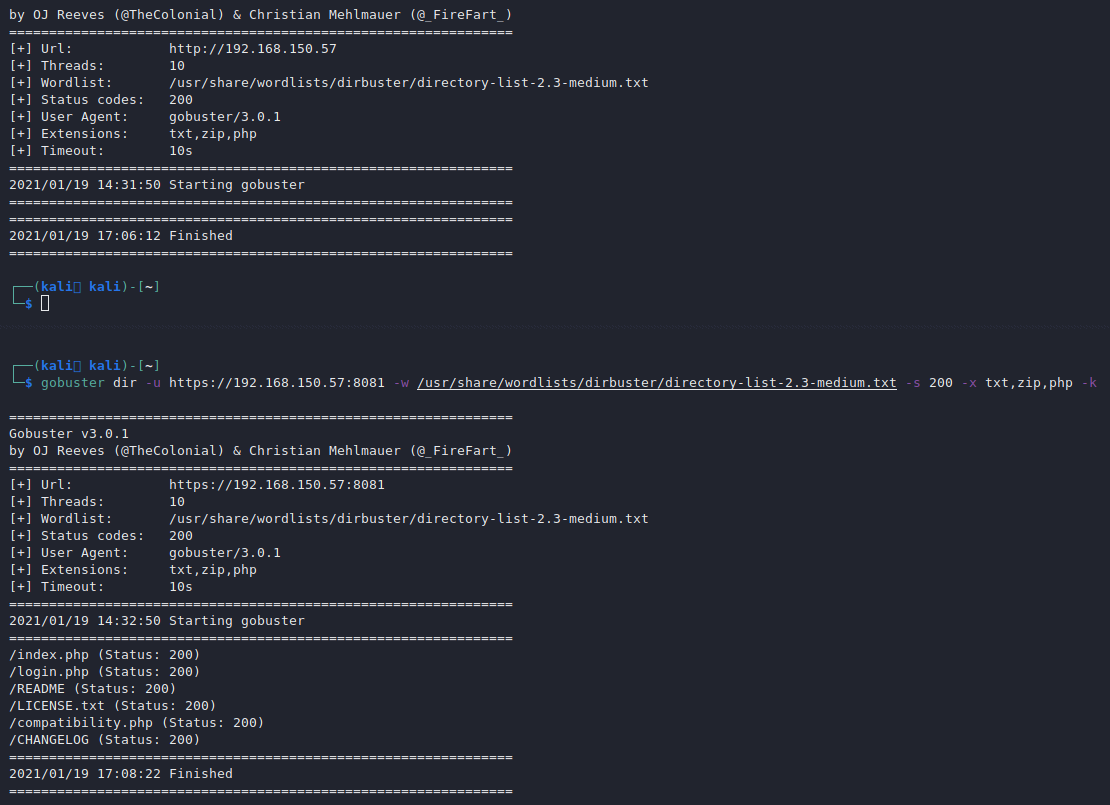 by OJ Reeves (@TheColonial) & Christian Mehlmauer (@_FireFart_)
===============================================================
[+] Url:            http://192.168.150.57
[+] Threads:        10
[+] Wordlist:       /usr/share/wordlists/dirbuster/directory-list-2.3-medium.txt
[+] Status codes:   200
[+] User Agent:     gobuster/3.0.1
[+] Extensions:     txt,zip,php
[+] Timeout:        10s
===============================================================
2021/01/19 14:31:50 Starting gobuster
===============================================================
===============================================================
2021/01/19 17:06:12 Finished
===============================================================
┌──(kali kali)-[~]
└─$
┌──(kali kali)-[~]
└─$ gobuster dir -u https://192.168.150.57:8081 -w /usr/share/wordlists/dirbuster/directory-list-2.3-medium.txt -s 200 -x txt,zip,php -k
===============================================================
Gobuster v3.0.1
by OJ Reeves (@TheColonial) & Christian Mehlmauer (@_FireFart_)
===============================================================
[+] Url:            https://192.168.150.57:8081
[+] Threads:        10
[+] Wordlist:       /usr/share/wordlists/dirbuster/directory-list-2.3-medium.txt
[+] Status codes:   200
[+] User Agent:     gobuster/3.0.1
[+] Extensions:     txt,zip,php
[+] Timeout:        10s
===============================================================
2021/01/19 14:32:50 Starting gobuster
===============================================================
/index.php (Status: 200)
/login.php (Status: 200)
/README (Status: 200)
/LICENSE.txt (Status: 200)
/compatibility.php (Status: 200)
/CHANGELOG (Status: 200)
===============================================================
2021/01/19 17:08:22 Finished
===============================================================